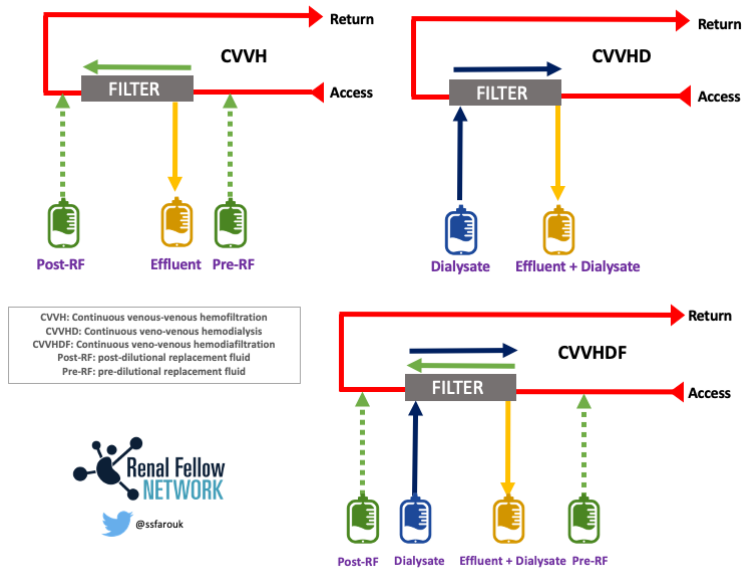 Return
CVVH
FILTER
Access
Post-RF
Effluent
Pre-RF
Return
CVVHD
FILTER
Access
Dialysate
Effluent + Dialysate
CVVH: Continuous venous-venous hemofiltration
CVVHD: Continuous veno-venous hemodialysis
CVVHDF: Continuous veno-venous hemodiafiltration
Post-RF: post-dilutional replacement fluid
Pre-RF: pre-dilutional replacement fluid
Return
CVVHDF
FILTER
Access
Post-RF
Dialysate
Effluent + Dialysate
Pre-RF
Renal Fellow
NETWORK
@ssfarouk